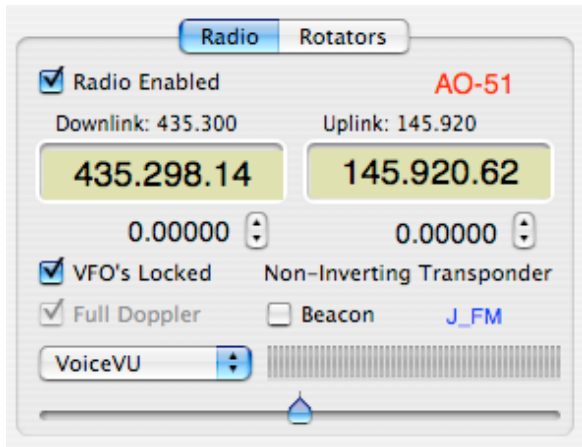 Radio Rotators
Radio Enabled AO-51
Downlink: 435.300 Uplink: 145.920
435.298.14 145.920.62
0.00000 0.00000
VFO's Locked Non-Inverting Transponder
Full Doppler Beacon J_FM
VoiceVU